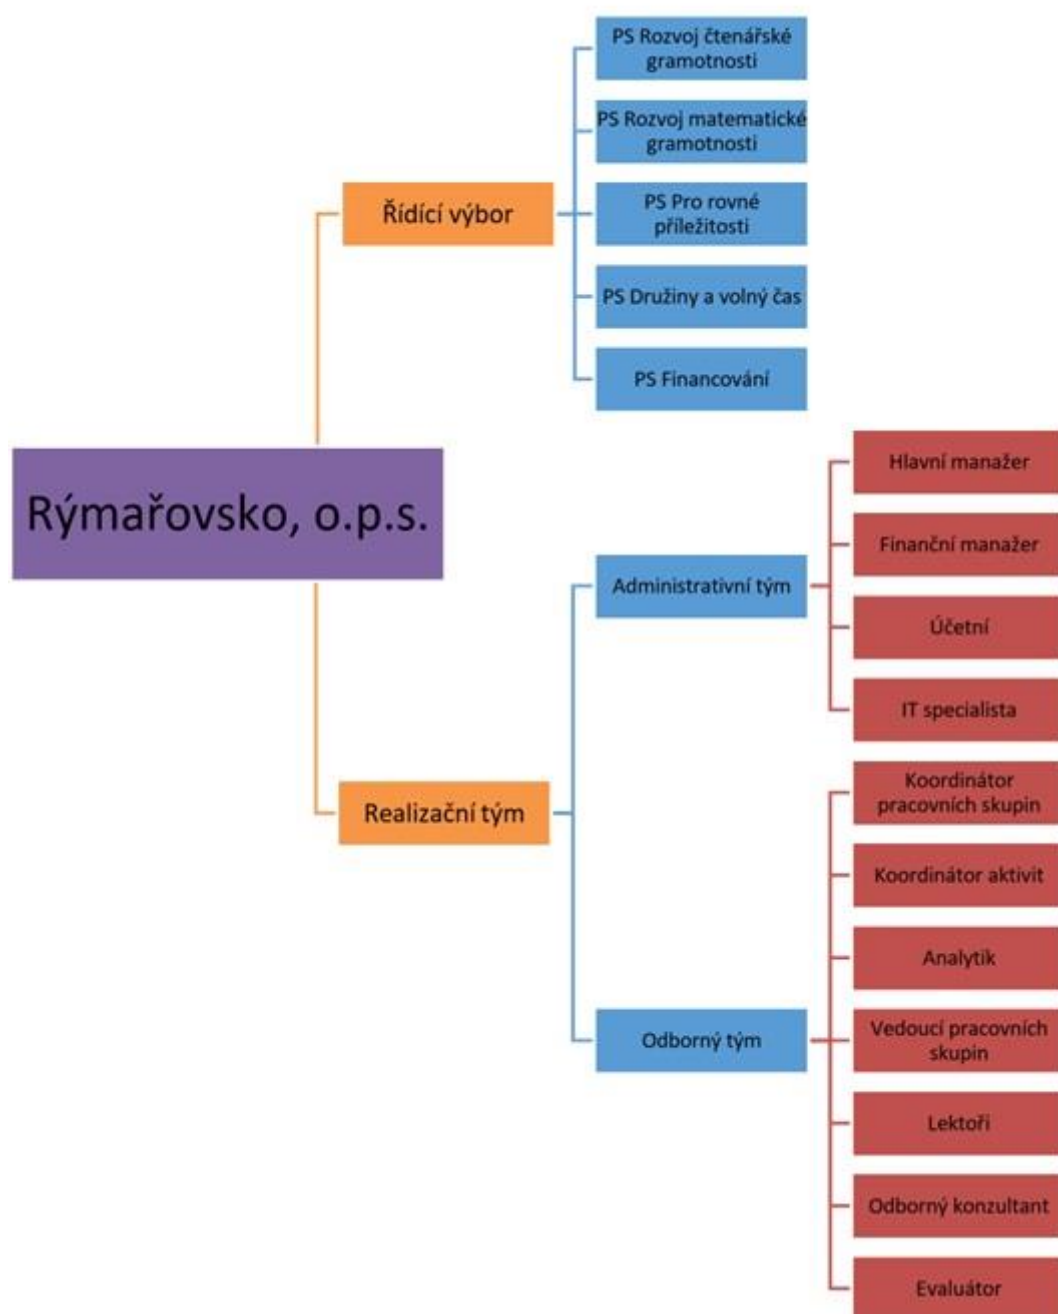 PS Rozvoj čtenářské
gramotnosti
PS Rozvoj matematické
gramotnosti
Řídící výbor
PS Pro rovné
příležitosti
PS Družiny a volný čas
PS Financování
Rýmařovsko, o.p.s.
Hlavní manažer
Finanční manažer
Administrativní tým
Účetní
IT specialista
Realizační tým
Koordinátor
pracovních skupin
Koordinátor aktivit
Analytik
Odborný tým
Vedoucí pracovních
skupin
Lektoři
Odborný konzultant
Evaluátor